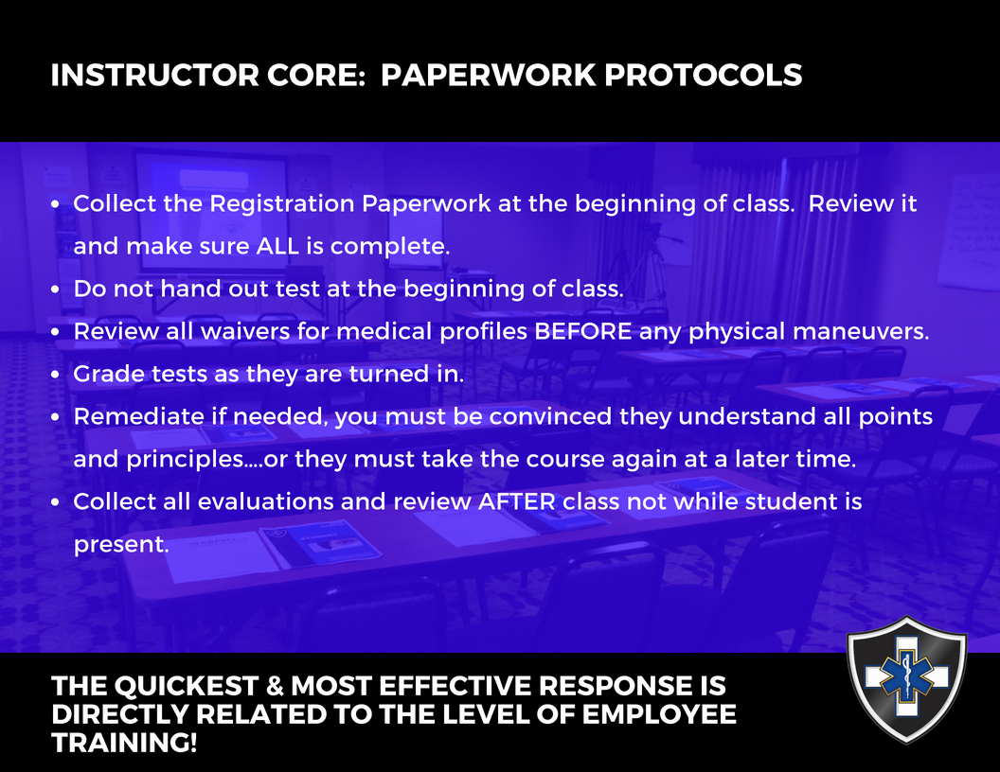 INSTRUCTOR CORE:  PAPERWORK PROTOCOLS
• Collect the Registration Paperwork at the beginning of class.  Review it
and make sure ALL is complete.
• Do not hand out test at the beginning of class.
• Review all waivers for medical profiles BEFORE any physical maneuvers.
• Grade tests as they are turned in.
• Remediate if needed, you must be convinced they understand all points
and principles....or they must take the course again at a later time.
• Collect all evaluations and review AFTER class not while student is
present.
THE QUICKEST & MOST EFFECTIVE RESPONSE IS
DIRECTLY RELATED TO THE LEVEL OF EMPLOYEE
TRAINING!